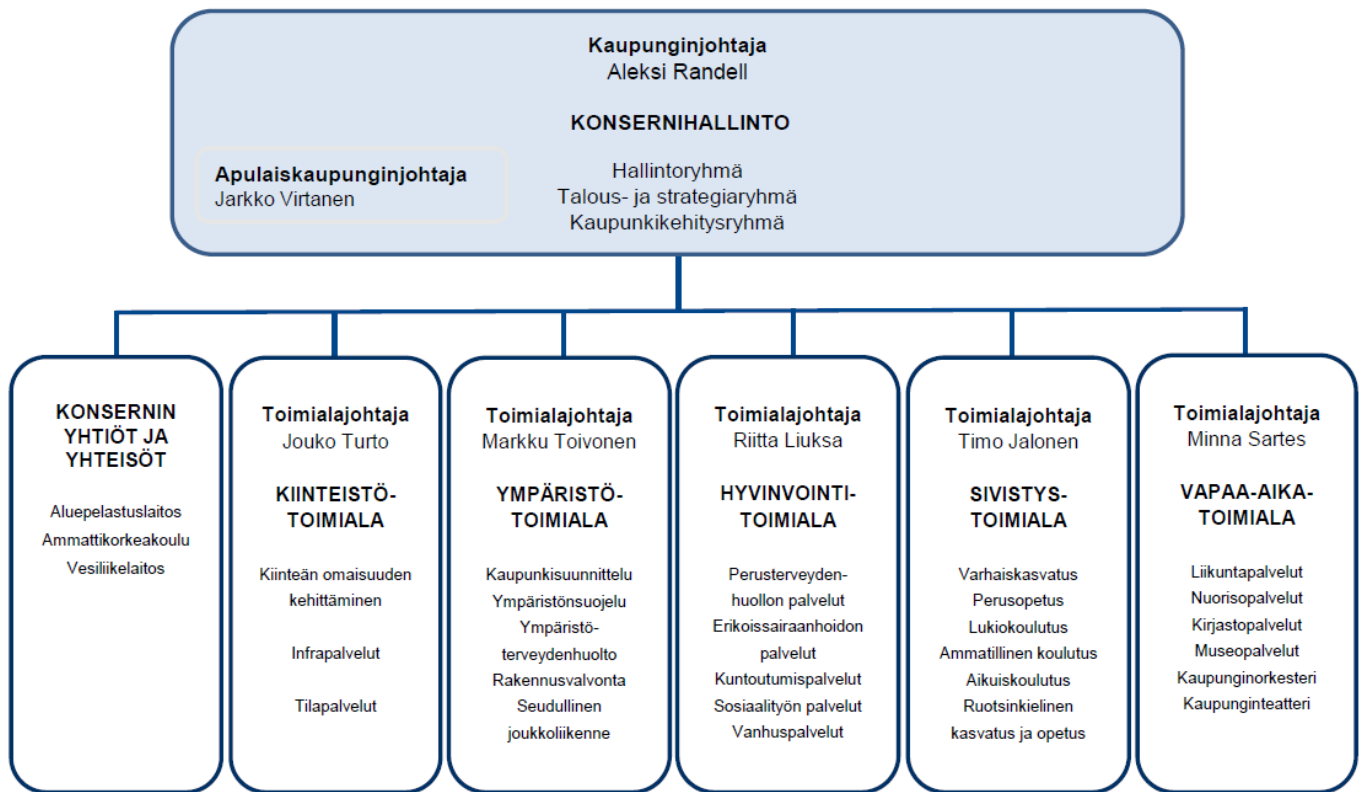 Kaupunginjohtaja
Aleksi Randell
KONSERNIHALLINTO
Apulaiskaupunginjohtaja
Jarkko Virtanen
Hallintoryhmä
Talous- ja strategiaryhmä
Kaupunkikehitysryhmä
KONSERNIN
YHTIÖT JA
YHTEISÖT
Aluepelastuslaitos
Ammattikorkeakoulu
Vesiliikelaitos
Toimialajohtaja
Jouko Turto
KIINTEISTÖ-
TOIMIALA
Kiinteän omaisuuden
kehittäminen
Infrapalvelut
Tilapalvelut
Toimialajohtaja
Markku Toivonen
YMPÄRISTÖ-
TOIMIALA
Kaupunkisuunnittelu
Ympäristönsuojelu
Ympäristö-
terveydenhuolto
Rakennusvalvonta
Seudullinen
joukkoliikenne
Toimialajohtaja
Riitta Liuksa
HYVINVOINTI-
TOIMIALA
Perusterveyden-
huollon palvelut
Erikoissairaanhoidon
palvelut
Kuntoutumispalvelut
Sosiaalityön palvelut
Vanhuspalvelut
Toimialajohtaja
Timo Jalonen
SIVISTYS-
TOIMIALA
Varhaiskasvatus
Perusopetus
Lukiokoulutus
Ammatillinen koulutus
Aikuiskoulutus
Ruotsinkielinen
kasvatus ja opetus
Toimialajohtaja
Minna Sartes
VAPAA-AIKA-
TOIMIALA
Liikuntapalvelut
Nuorisopalvelut
Kirjastopalvelut
Museopalvelut
Kaupunginorkesteri
Kaupunginteatteri